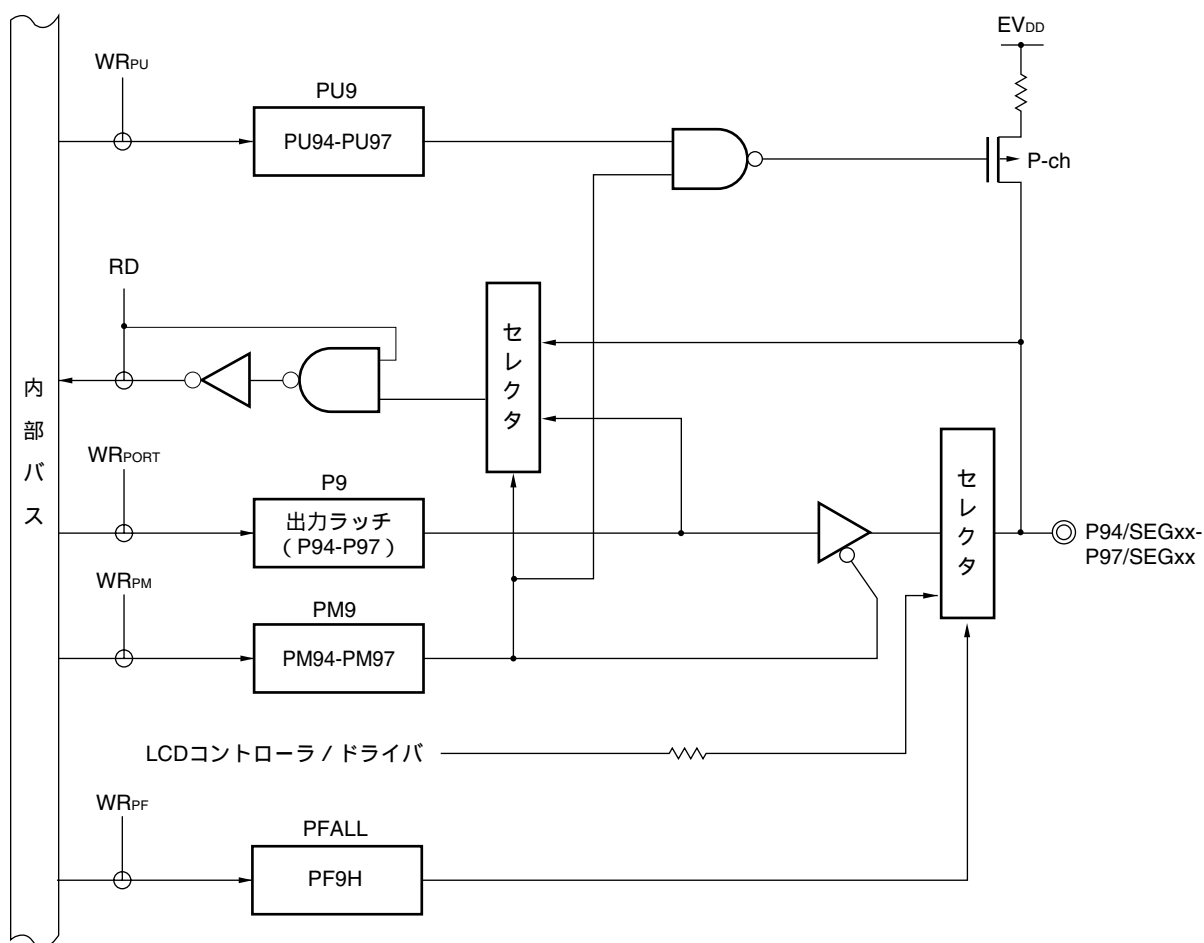 EVDD
WRPU
PU9
PU94-PU97
P-ch
RD
セレクタ
内部バス
WRPORT
P9
出力ラッチ
( P94-P97 )
セレクタ
P94/SEGxx-
P97/SEGxx
WRPM
PM9
PM94-PM97
LCDコントローラ / ドライバ
WRPF
PFALL
PF9H